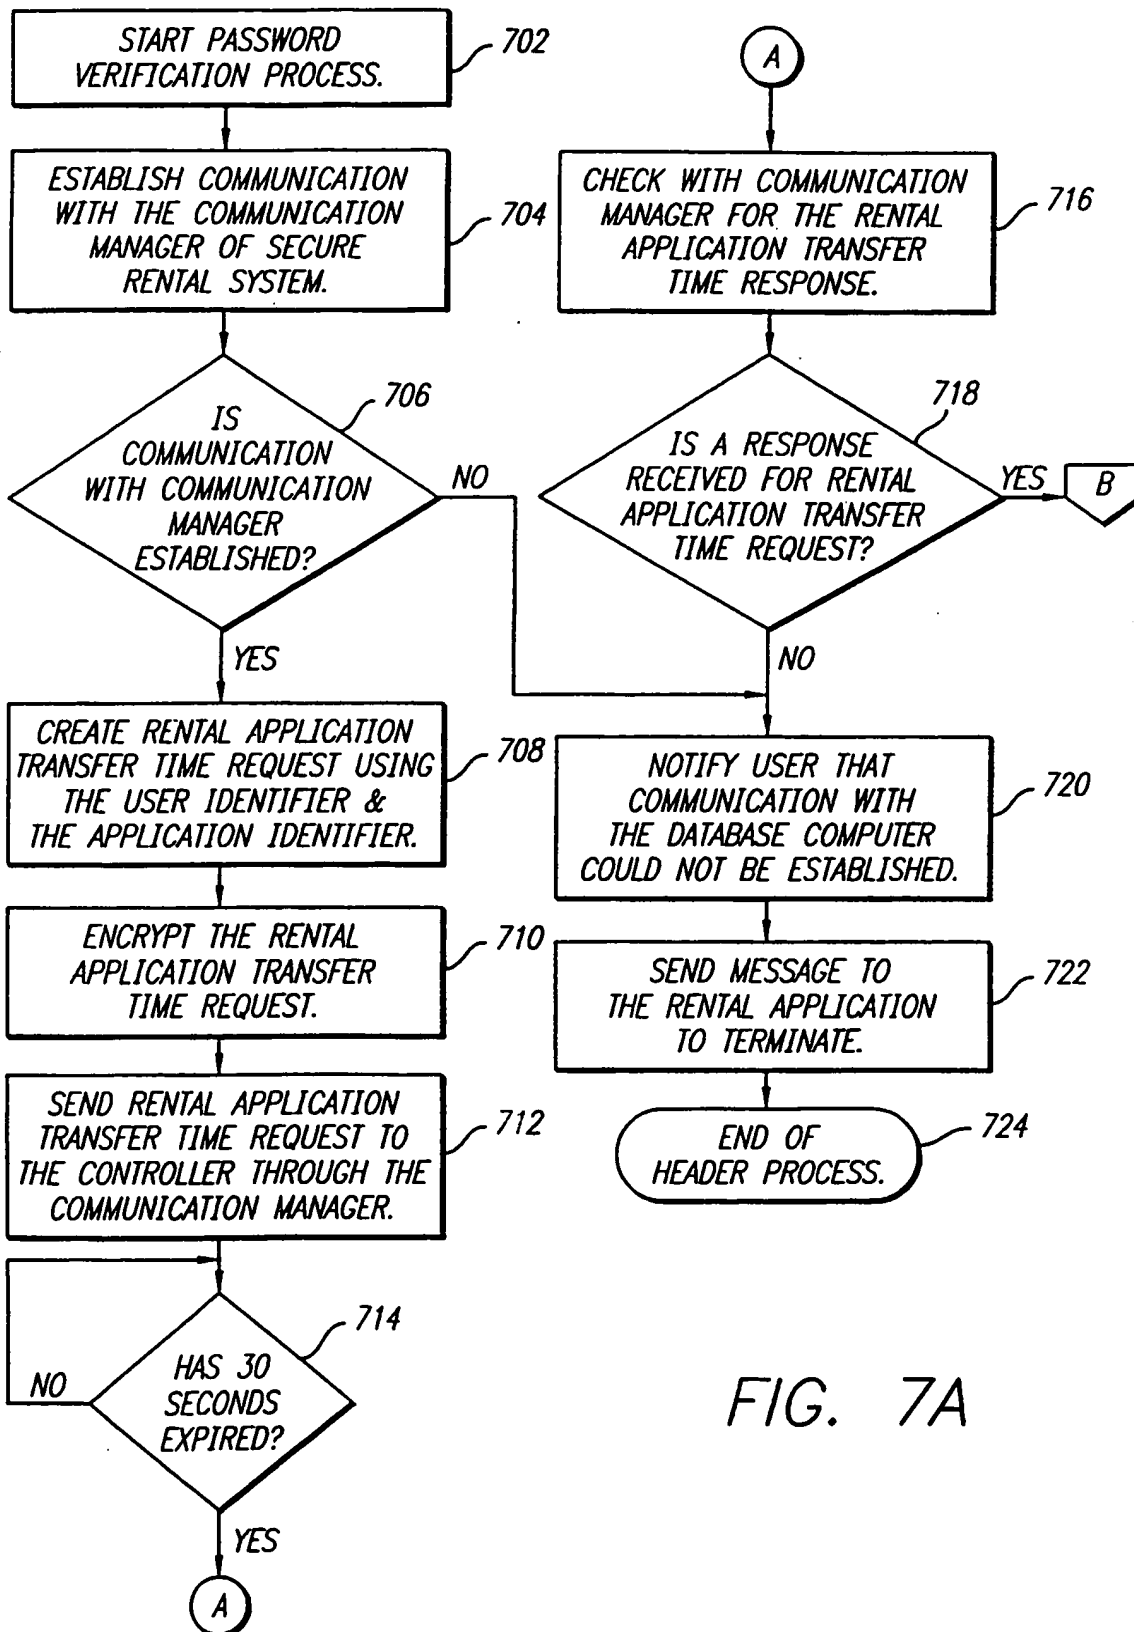 START PASSWORD
VERIFICATION PROCESS.
702
ESTABLISH COMMUNICATION
WITH THE COMMUNICATION
MANAGER OF SECURE
RENTAL SYSTEM.
704
IS
COMMUNICATION
WITH COMMUNICATION
MANAGER
ESTABLISHED?
706
NO
YES
CREATE RENTAL APPLICATION
TRANSFER TIME REQUEST USING
THE USER IDENTIFIER &
THE APPLICATION IDENTIFIER.
708
ENCRYPT THE RENTAL
APPLICATION TRANSFER
TIME REQUEST.
710
SEND RENTAL APPLICATION
TRANSFER TIME REQUEST TO
THE CONTROLLER THROUGH THE
COMMUNICATION MANAGER.
712
HAS 30
SECONDS
EXPIRED?
714
NO
YES
A
A
CHECK WITH COMMUNICATION
MANAGER FOR THE RENTAL
APPLICATION TRANSFER
TIME RESPONSE.
716
IS A RESPONSE
RECEIVED FOR RENTAL
APPLICATION TRANSFER
TIME REQUEST?
718
YES
B
NO
NOTIFY USER THAT
COMMUNICATION WITH
THE DATABASE COMPUTER
COULD NOT BE ESTABLISHED.
720
SEND MESSAGE TO
THE RENTAL APPLICATION
TO TERMINATE.
722
END OF
HEADER PROCESS.
724
FIG. 7A